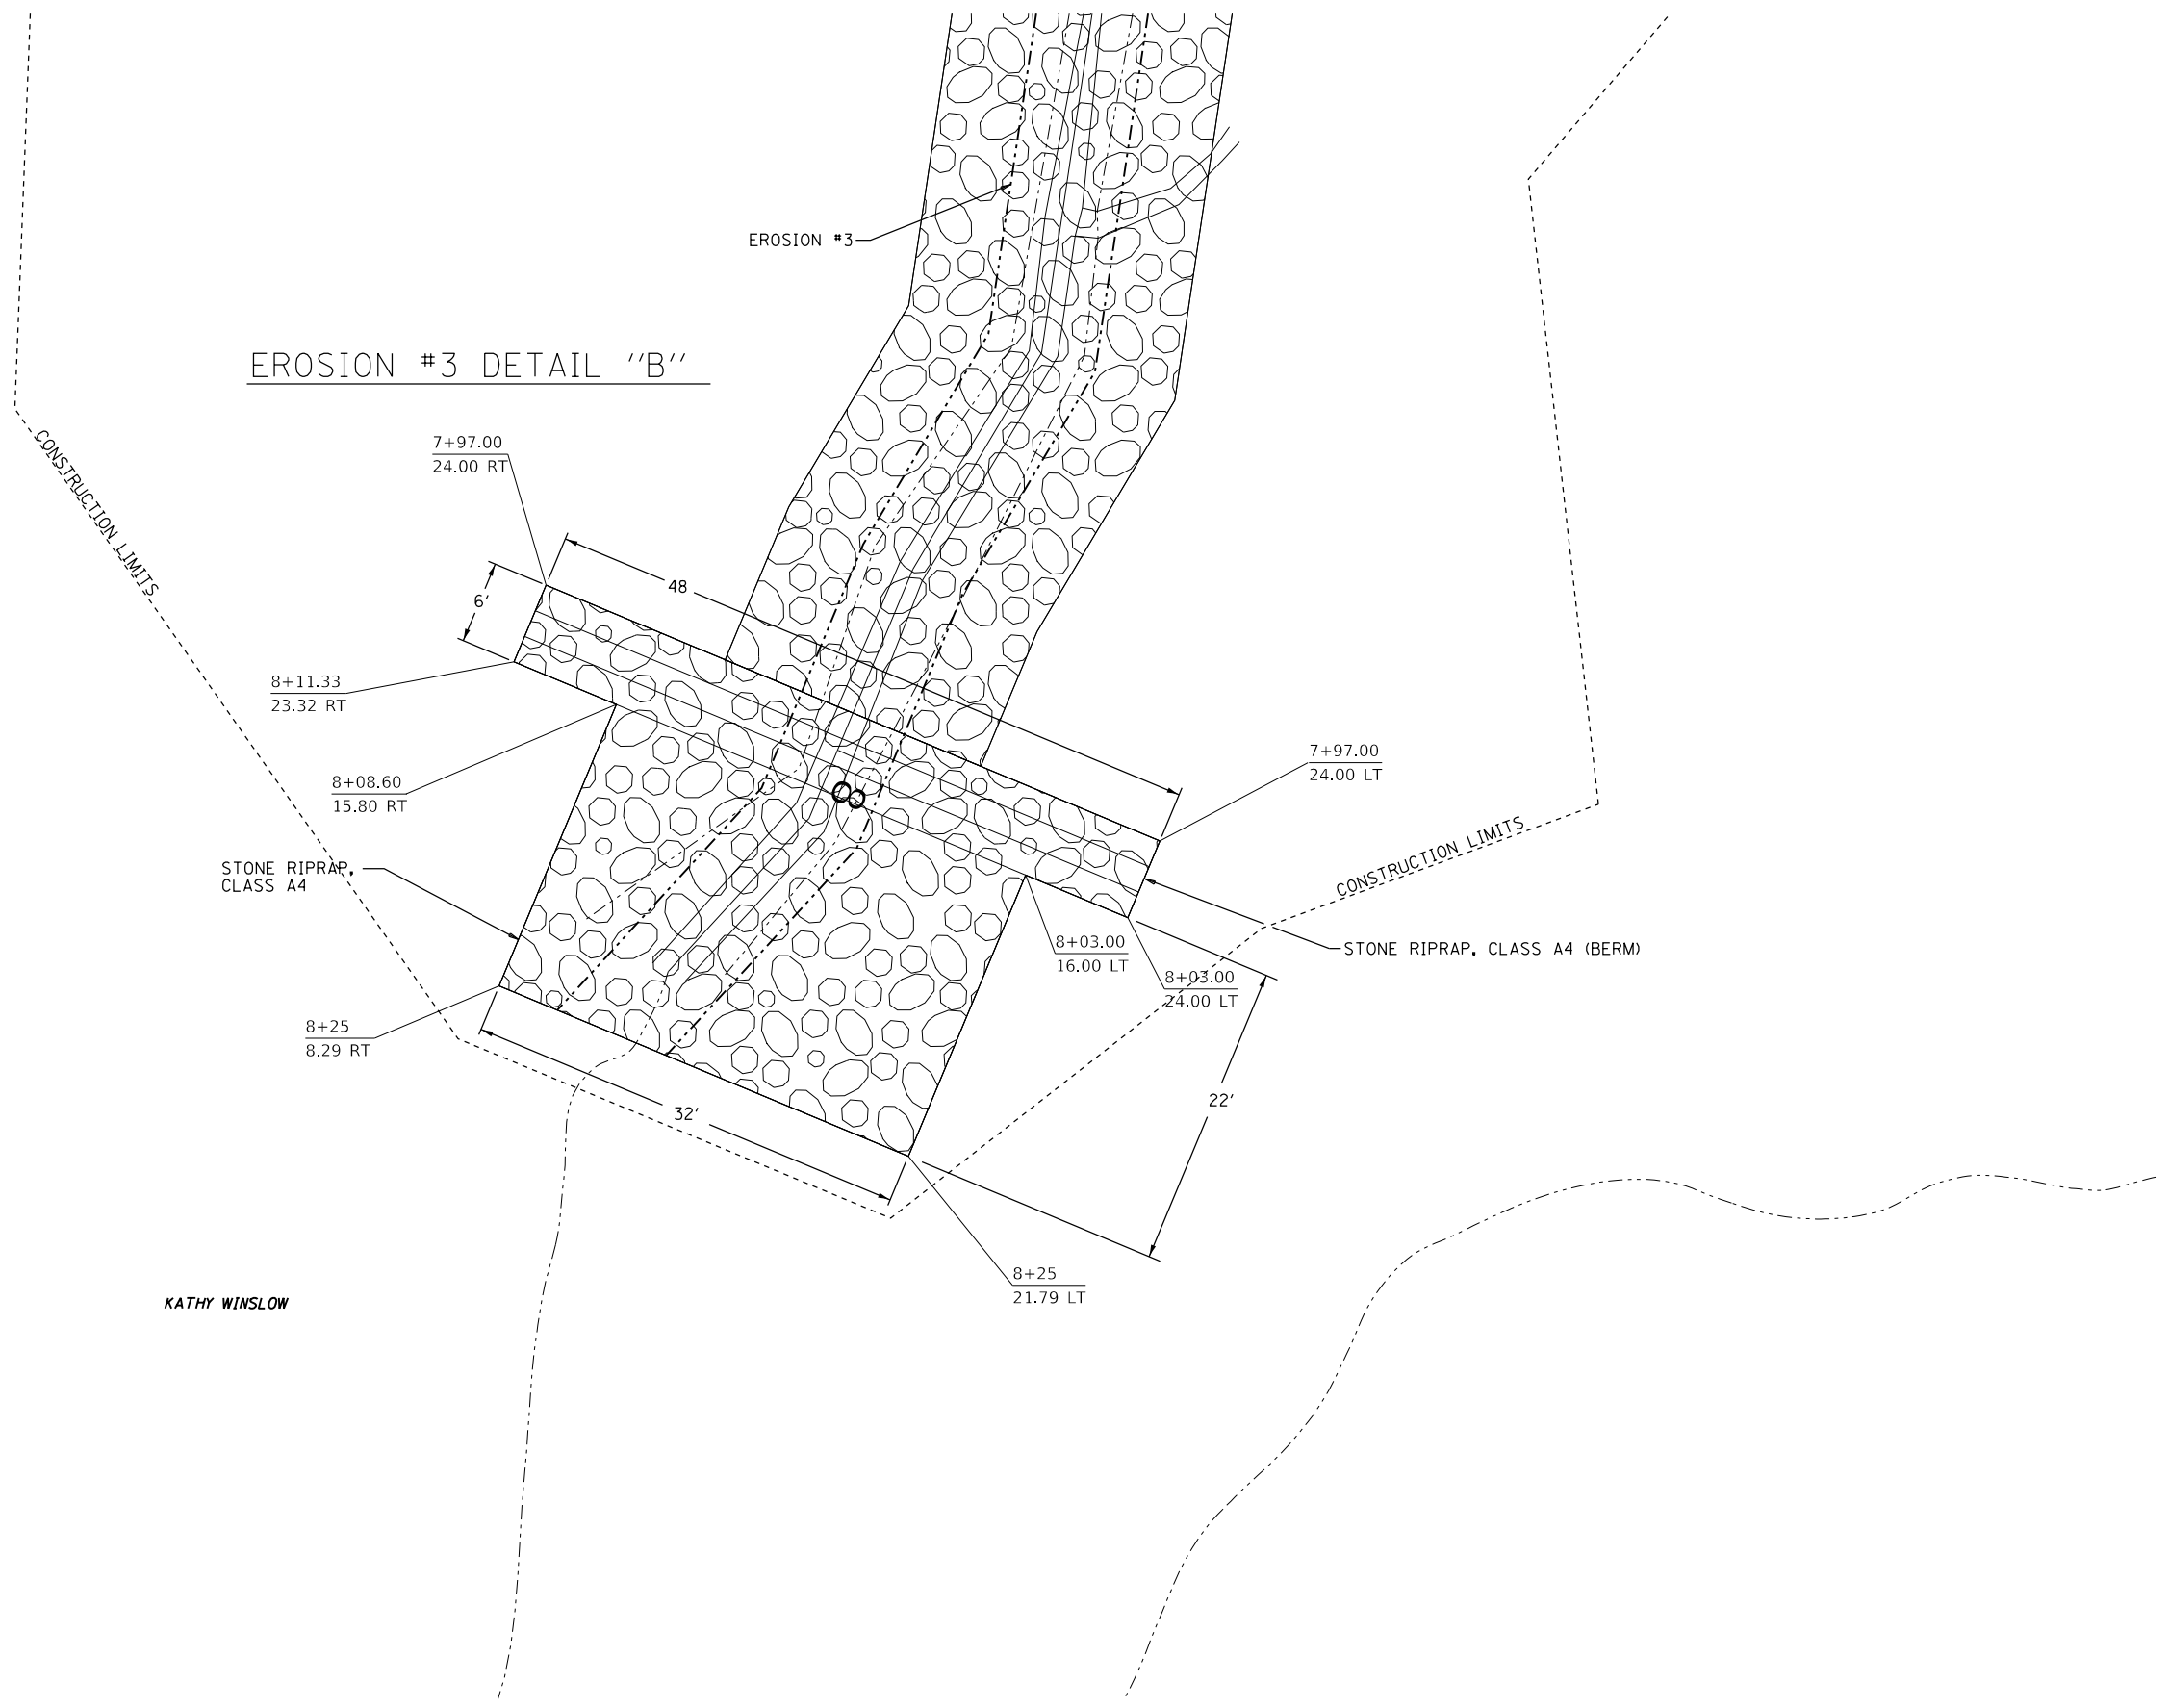 EROSION #3
EROSION #3 DETAIL "B"
7+97.00
24.00 RT
CONSTRUCTION LIMITS
48
6'
8+11.33
23.32 RT
7+97.00
24.00 LT
8+08.60
15.80 RT
CONSTRUCTION LIMITS
STONE RIPRAP,
CLASS A4
8+03.00
16.00 LT
STONE RIPRAP, CLASS A4 (BERM)
8+03.00
24.00 LT
8+25
8.29 RT
32'
22'
8+25
21.79 LT
KATHY WINSLOW